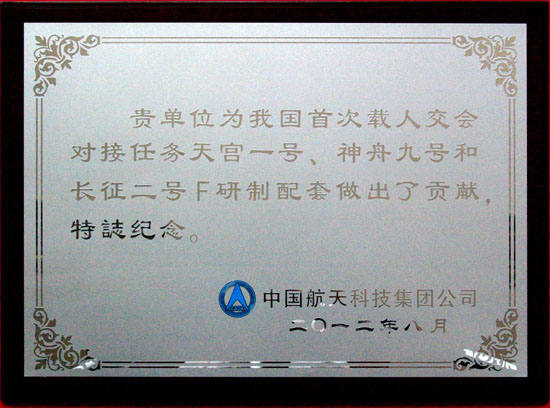 贵单位为我国首次载人交会
对接任务天宫一号、神舟九号和
长征二号F研制配套做出了贡献，
特誌纪念。
中国航天科技集团公司
二〇一二年八月